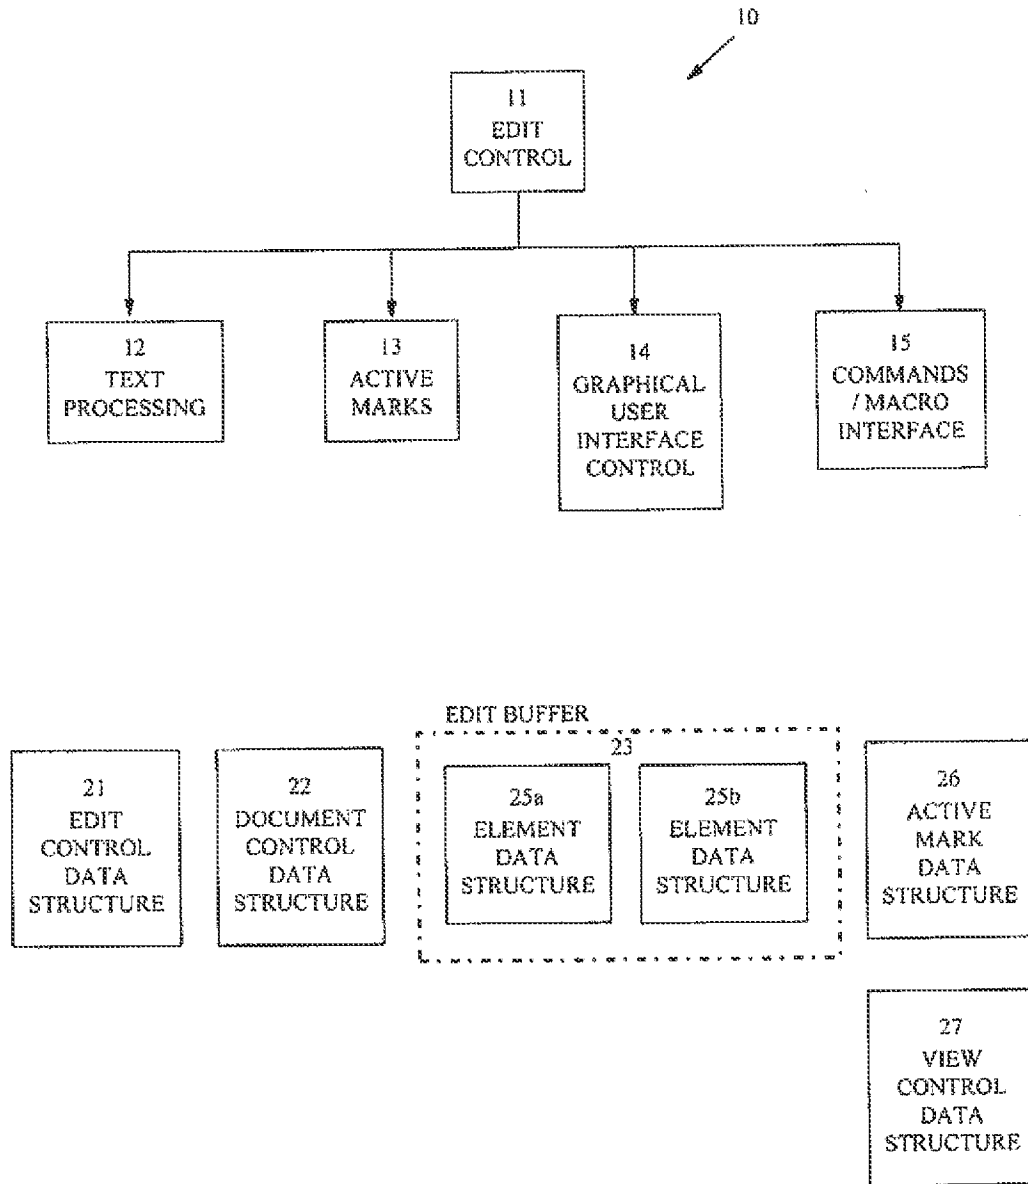 10
11
EDIT
CONTROL
12
TEXT
PROCESSING
13
ACTIVE
MARKS
14
GRAPHICAL
USER
INTERFACE
CONTROL
15
COMMANDS
/ MACRO
INTERFACE
EDIT BUFFER
23
21
EDIT
CONTROL
DATA
STRUCTURE
22
DOCUMENT
CONTROL
DATA
STRUCTURE
25a
ELEMENT
DATA
STRUCTURE
25b
ELEMENT
DATA
STRUCTURE
26
ACTIVE
MARK
DATA
STRUCTURE
27
VIEW
CONTROL
DATA
STRUCTURE